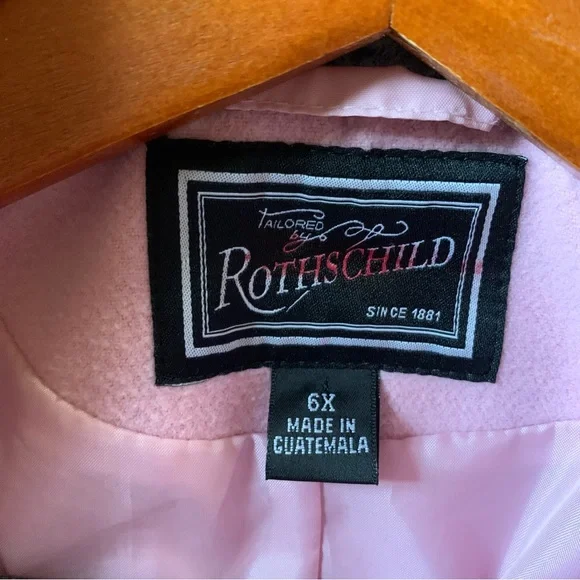 TAILORED
by
ROTHSCHILD
SINCE 1881
6X
MADE IN
GUATEMALA